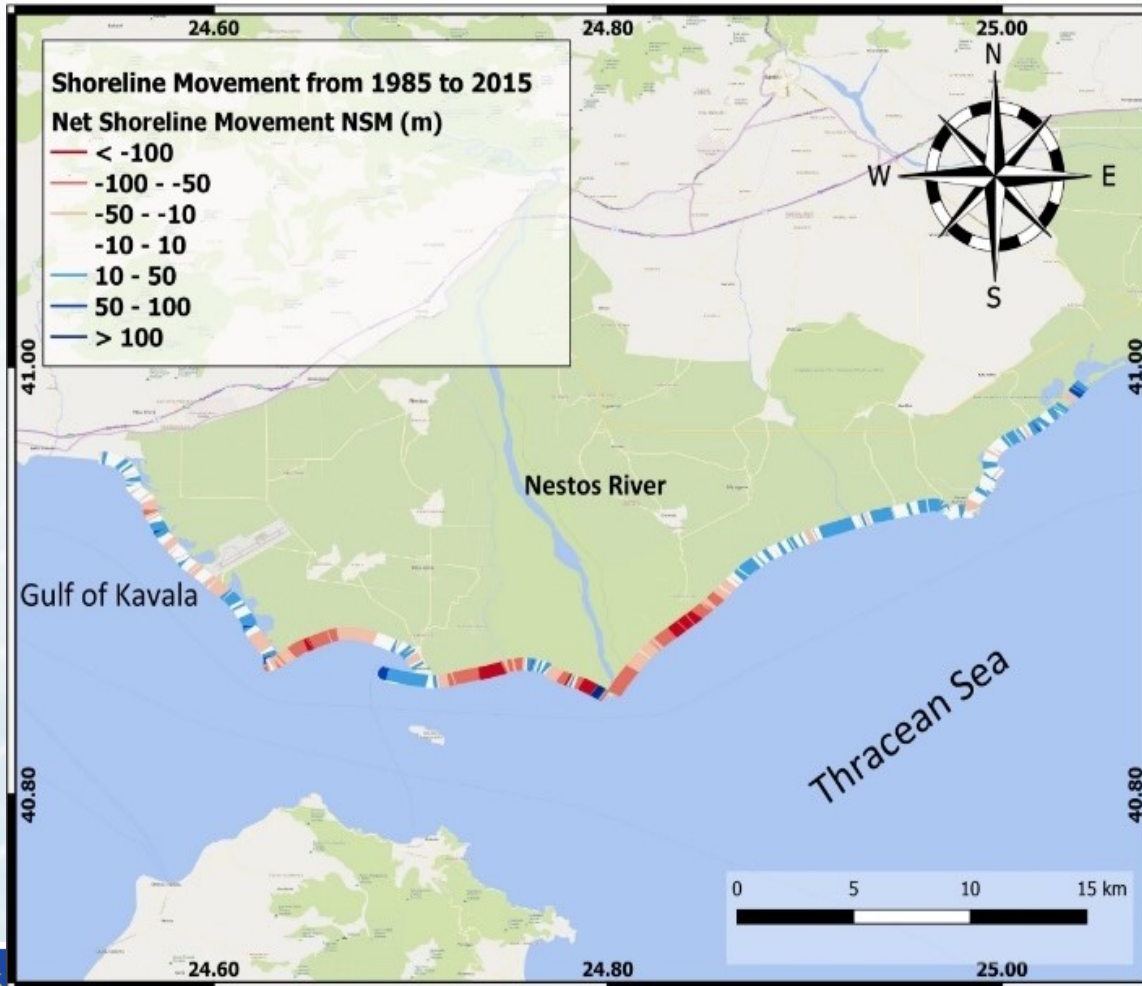 24.60
24.80
25.00
Shoreline Movement from 1985 to 2015
Net Shoreline Movement NSM (m)
< -100
-100 - -50
-50 - -10
-10 - 10
10 - 50
50 - 100
> 100
N
W
E
S
41.00
41.00
Nestos River
Gulf of Kavala
Thracean Sea
40.80
40.80
0
5
10
15 km
24.60
24.80
25.00